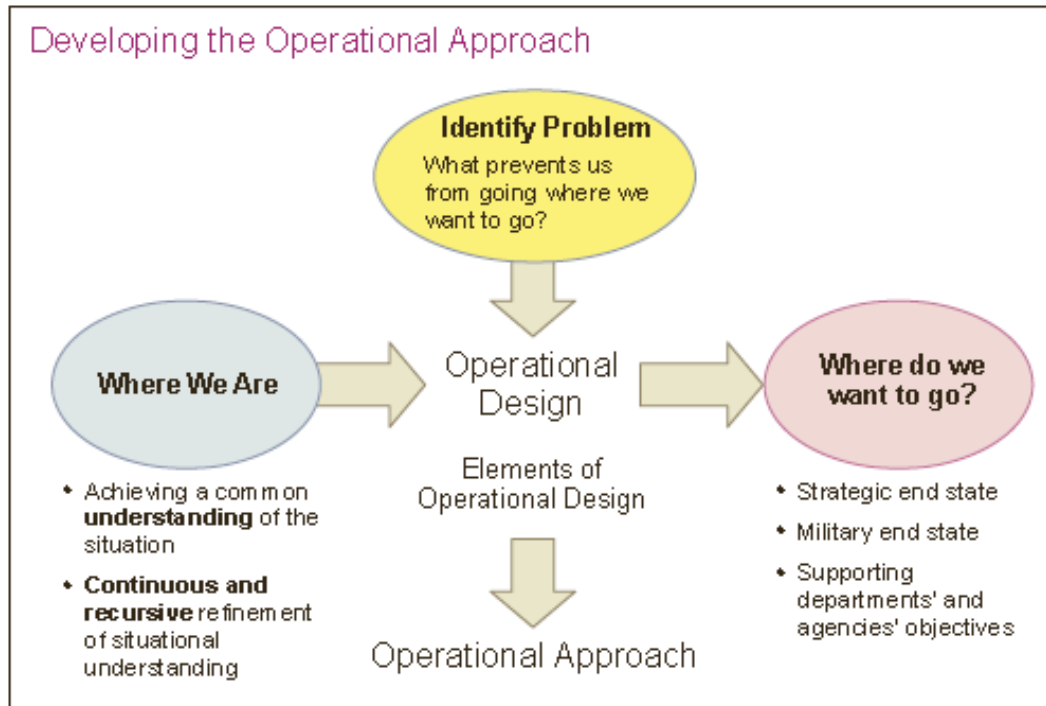 Developing the Operational Approach
Identify Problem
What prevents us
from going where we
want to go?
Where We Are
Operational
Design
Where do we
want to go?
Elements of
Operational Design
• Achieving a common
understanding of the
situation
• Continuous and
recursive refinement
of situational
understanding
Operational Approach
• Strategic end state
• Military end state
• Supporting
departments' and
agencies' objectives